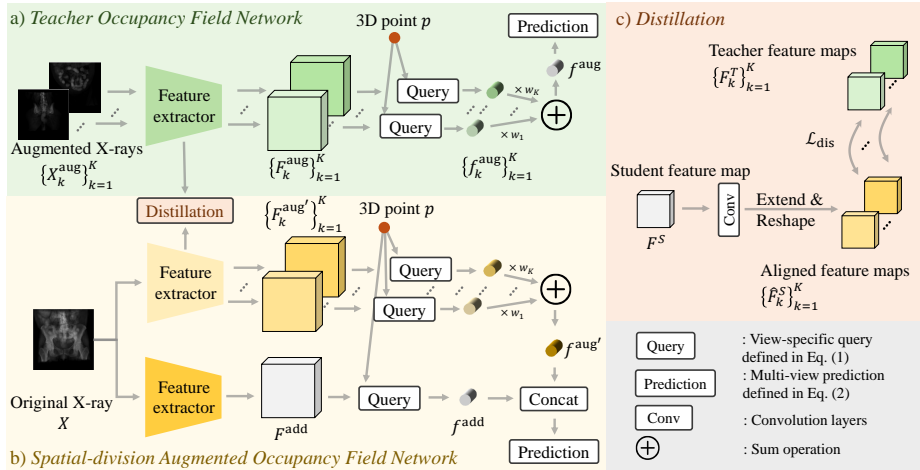 a) Teacher Occupancy Field Network
3D point p
Prediction
f^aug
Feature
extractor
Query
Query
× w_K
× w_1
Augmented X-rays
{X_k^aug}_{k=1}^K
{F_k^aug}_{k=1}^K
{f_k^aug}_{k=1}^K
Distillation
{F_k^aug′}_{k=1}^K
3D point p
Feature
extractor
Query
Query
× w_K
× w_1
f^aug′
Original X-ray
X
Feature
extractor
F^add
Query
f^add
Concat
Prediction
b) Spatial-division Augmented Occupancy Field Network
c) Distillation
Teacher feature maps
{F_k^T}_{k=1}^K
ℒ_dis
Student feature map
F^S
Conv
Extend &
Reshape
Aligned feature maps
{F̂_k^S}_{k=1}^K
Query
: View-specific query
defined in Eq. (1)
Prediction
: Multi-view prediction
defined in Eq. (2)
Conv
: Convolution layers
: Sum operation